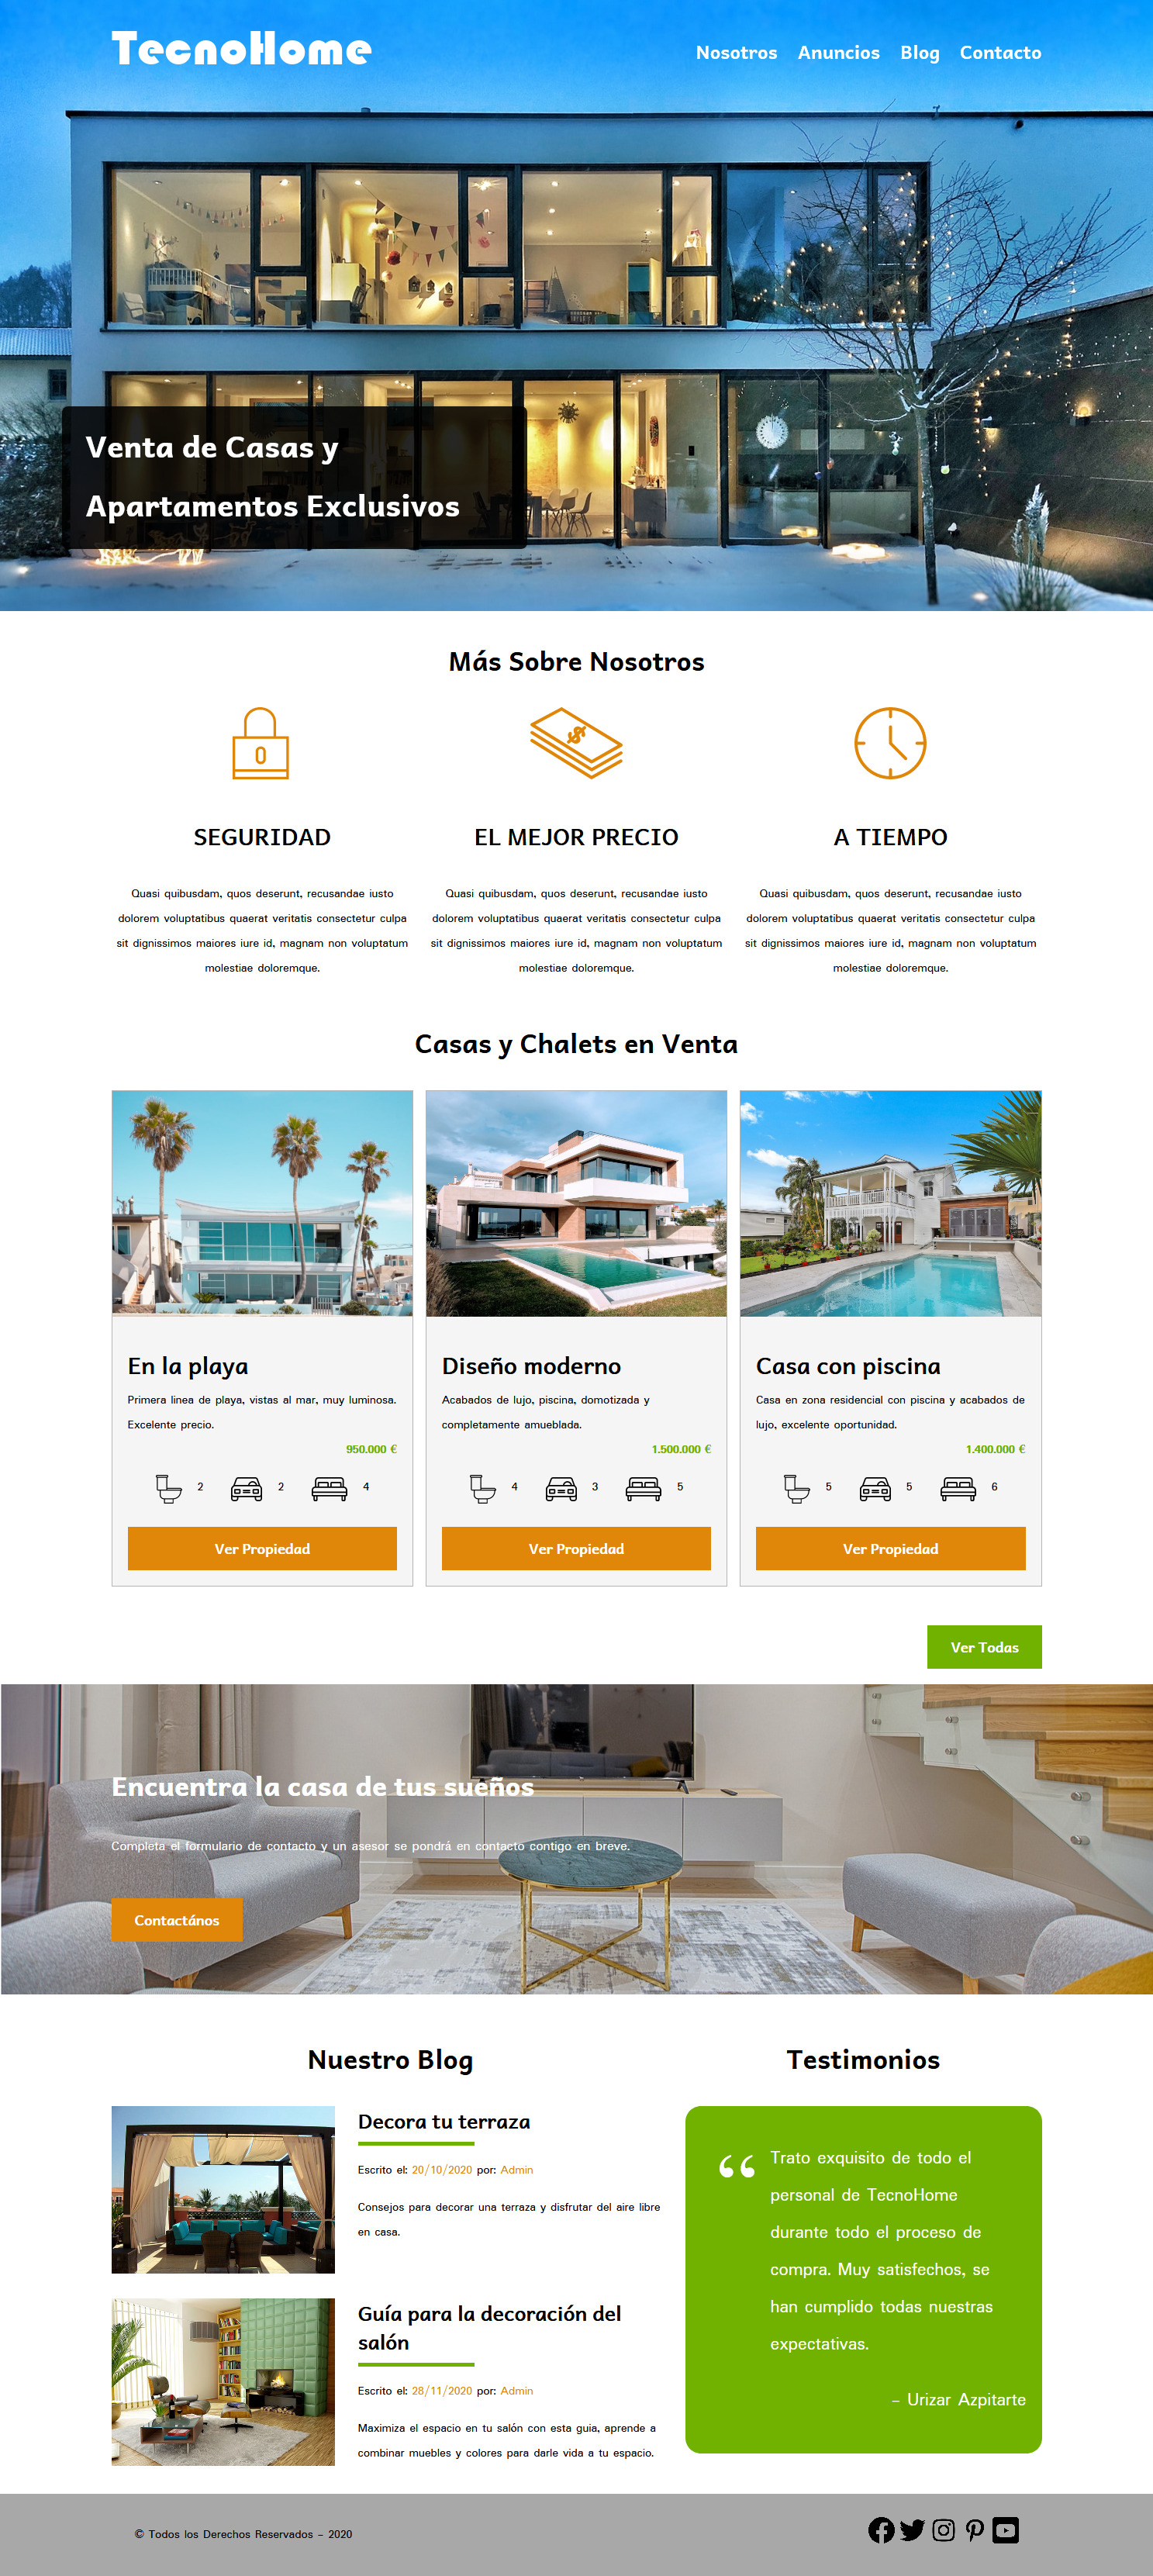 TecnoHome
Nosotros Anuncios Blog Contacto
Venta de Casas y
Apartamentos Exclusivos
Más Sobre Nosotros
SEGURIDAD
Quasi quibusdam, quos deserunt, recusandae iusto
dolorem voluptatibus quaerat veritatis consectetur culpa
sit dignissimos maiores iure id, magnam non voluptatum
molestiae doloremque.
EL MEJOR PRECIO
Quasi quibusdam, quos deserunt, recusandae iusto
dolorem voluptatibus quaerat veritatis consectetur culpa
sit dignissimos maiores iure id, magnam non voluptatum
molestiae doloremque.
A TIEMPO
Quasi quibusdam, quos deserunt, recusandae iusto
dolorem voluptatibus quaerat veritatis consectetur culpa
sit dignissimos maiores iure id, magnam non voluptatum
molestiae doloremque.
Casas y Chalets en Venta
En la playa
Primera linea de playa, vistas al mar, muy luminosa.
Excelente precio.
950.000 €
2 2 4
Ver Propiedad
Diseño moderno
Acabados de lujo, piscina, domotizada y
completamente amueblada.
1.500.000 €
4 3 5
Ver Propiedad
Casa con piscina
Casa en zona residencial con piscina y acabados de
lujo, excelente oportunidad.
1.400.000 €
5 5 6
Ver Propiedad
Ver Todas
Encuentra la casa de tus sueños
Completa el formulario de contacto y un asesor se pondrá en contacto contigo en breve.
Contactános
Nuestro Blog
Decora tu terraza
Escrito el: 20/10/2020 por: Admin
Consejos para decorar una terraza y disfrutar del aire libre
en casa.
Guía para la decoración del
salón
Escrito el: 28/11/2020 por: Admin
Maximiza el espacio en tu salón con esta guia, aprende a
combinar muebles y colores para darle vida a tu espacio.
Testimonios
“ Trato exquisito de todo el
personal de TecnoHome
durante todo el proceso de
compra. Muy satisfechos, se
han cumplido todas nuestras
expectativas.
- Urizar Azpitarte
© Todos los Derechos Reservados - 2020